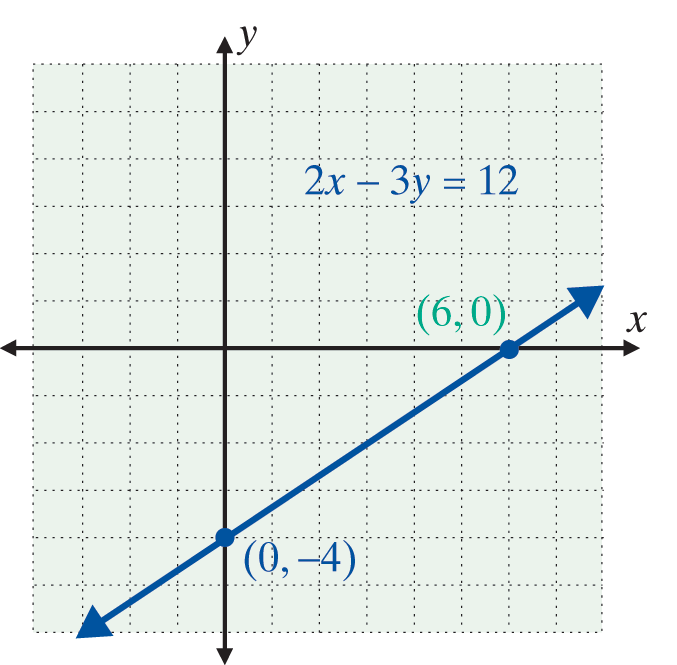 y
2x – 3y = 12
(6, 0)
x
(0, –4)